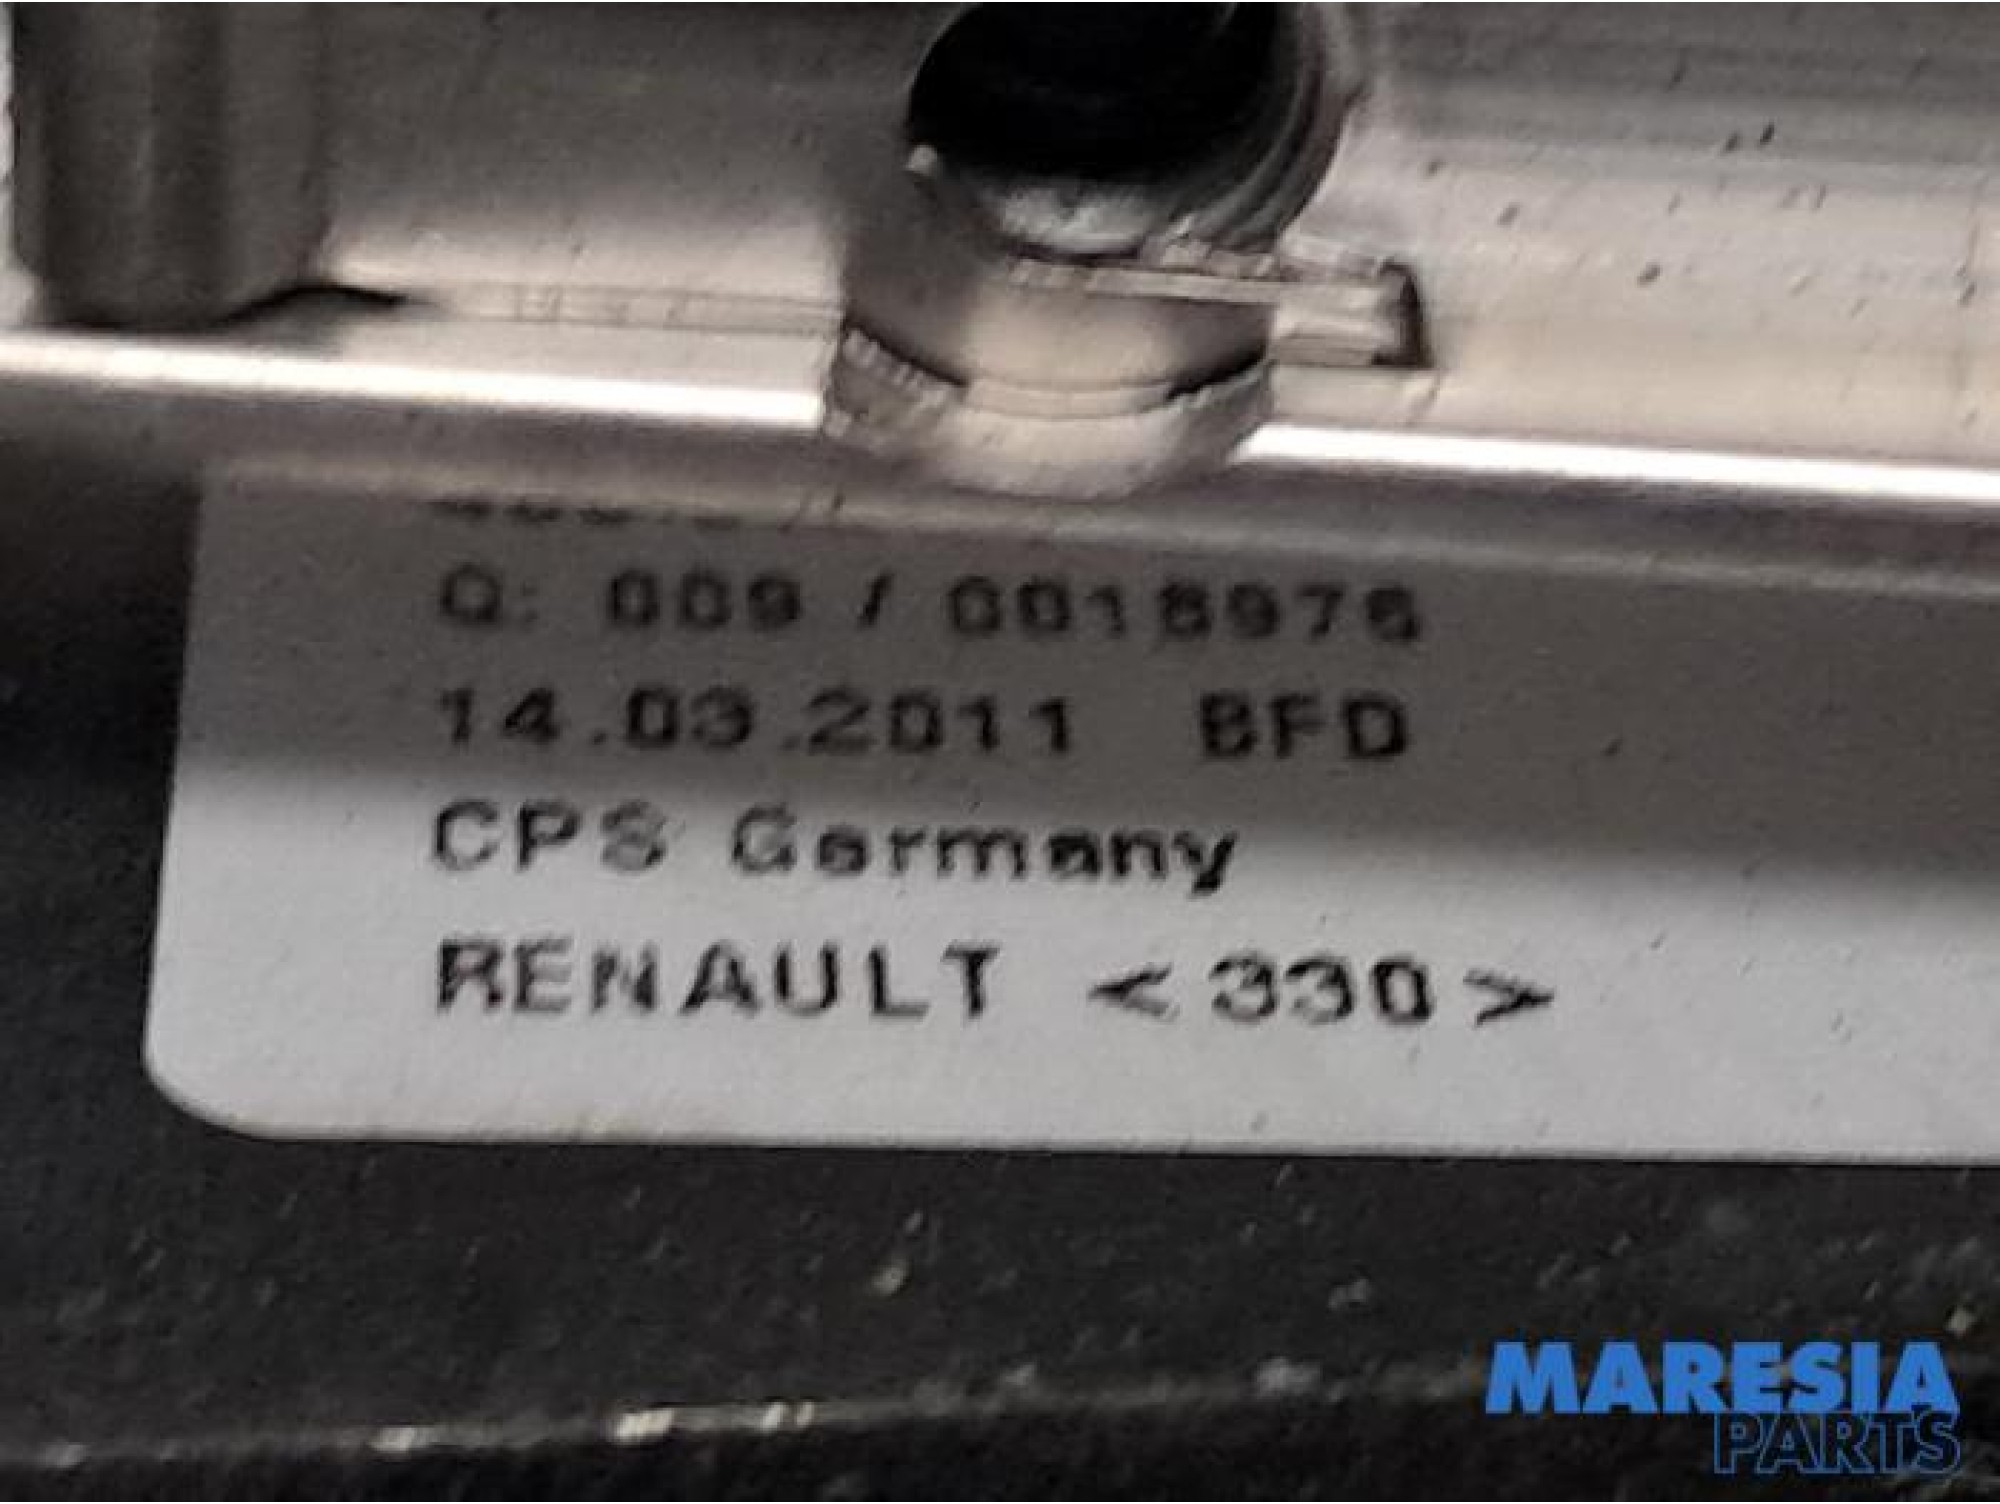 Q: 009 / 0018976
14.03.2011 BFD
CPS Germany
RENAULT <330>
MARESIA
PARTS